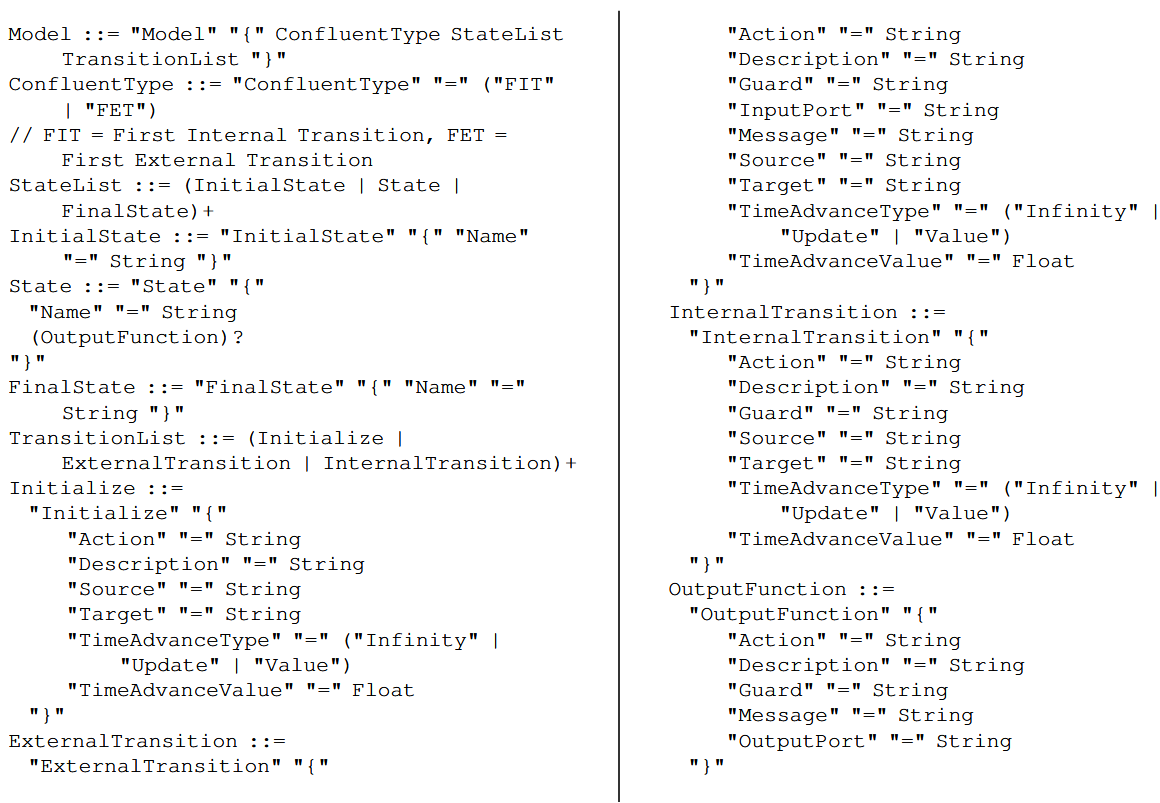 Model ::= "Model" "{" ConfluentType StateList
TransitionList "}"
ConfluentType ::= "ConfluentType" "=" ("FIT"
| "FET")
// FIT = First Internal Transition, FET =
First External Transition
StateList ::= (InitialState | State |
FinalState)+
InitialState ::= "InitialState" "{" "Name"
"=" String "}"
State ::= "State" "{"
"Name" "=" String
(OutputFunction)?
"}"
FinalState ::= "FinalState" "{" "Name" "="
String "}"
TransitionList ::= (Initialize |
ExternalTransition | InternalTransition)+
Initialize ::=
"Initialize" "{"
"Action" "=" String
"Description" "=" String
"Source" "=" String
"Target" "=" String
"TimeAdvanceType" "=" ("Infinity" |
"Update" | "Value")
"TimeAdvanceValue" "=" Float
"}"
ExternalTransition ::=
"ExternalTransition" "{"
"Action" "=" String
"Description" "=" String
"Guard" "=" String
"InputPort" "=" String
"Message" "=" String
"Source" "=" String
"Target" "=" String
"TimeAdvanceType" "=" ("Infinity" |
"Update" | "Value")
"TimeAdvanceValue" "=" Float
"}"
InternalTransition ::=
"InternalTransition" "{"
"Action" "=" String
"Description" "=" String
"Guard" "=" String
"Source" "=" String
"Target" "=" String
"TimeAdvanceType" "=" ("Infinity" |
"Update" | "Value")
"TimeAdvanceValue" "=" Float
"}"
OutputFunction ::=
"OutputFunction" "{"
"Action" "=" String
"Description" "=" String
"Guard" "=" String
"Message" "=" String
"OutputPort" "=" String
"}"